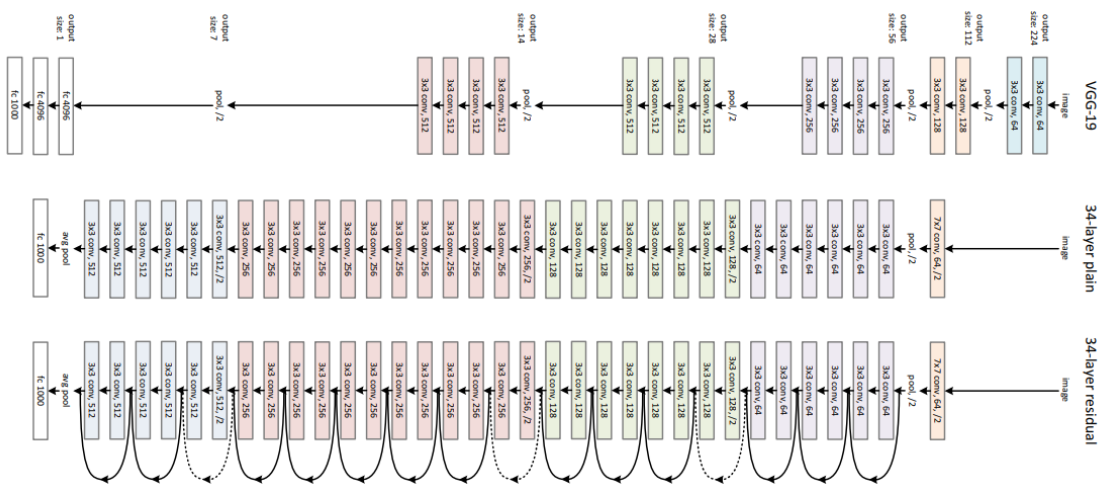 output
size: 224
output
size: 112
output
size: 56
output
size: 28
output
size: 14
output
size: 7
output
size: 1
VGG-19
image
3x3 conv, 64
3x3 conv, 64
pool, /2
3x3 conv, 128
3x3 conv, 128
pool, /2
3x3 conv, 256
3x3 conv, 256
3x3 conv, 256
3x3 conv, 256
pool, /2
3x3 conv, 512
3x3 conv, 512
3x3 conv, 512
3x3 conv, 512
pool, /2
3x3 conv, 512
3x3 conv, 512
3x3 conv, 512
3x3 conv, 512
pool, /2
fc 4096
fc 4096
fc 1000
34-layer plain
image
7x7 conv, 64, /2
pool, /2
3x3 conv, 64
3x3 conv, 64
3x3 conv, 64
3x3 conv, 64
3x3 conv, 64
3x3 conv, 64
3x3 conv, 128, /2
3x3 conv, 128
3x3 conv, 128
3x3 conv, 128
3x3 conv, 128
3x3 conv, 128
3x3 conv, 128
3x3 conv, 128
3x3 conv, 256, /2
3x3 conv, 256
3x3 conv, 256
3x3 conv, 256
3x3 conv, 256
3x3 conv, 256
3x3 conv, 256
3x3 conv, 256
3x3 conv, 256
3x3 conv, 256
3x3 conv, 256
3x3 conv, 256
3x3 conv, 512, /2
3x3 conv, 512
3x3 conv, 512
3x3 conv, 512
3x3 conv, 512
3x3 conv, 512
avg pool
fc 1000
34-layer residual
image
7x7 conv, 64, /2
pool, /2
3x3 conv, 64
3x3 conv, 64
3x3 conv, 64
3x3 conv, 64
3x3 conv, 64
3x3 conv, 64
3x3 conv, 128, /2
3x3 conv, 128
3x3 conv, 128
3x3 conv, 128
3x3 conv, 128
3x3 conv, 128
3x3 conv, 128
3x3 conv, 128
3x3 conv, 256, /2
3x3 conv, 256
3x3 conv, 256
3x3 conv, 256
3x3 conv, 256
3x3 conv, 256
3x3 conv, 256
3x3 conv, 256
3x3 conv, 256
3x3 conv, 256
3x3 conv, 256
3x3 conv, 256
3x3 conv, 512, /2
3x3 conv, 512
3x3 conv, 512
3x3 conv, 512
3x3 conv, 512
3x3 conv, 512
avg pool
fc 1000